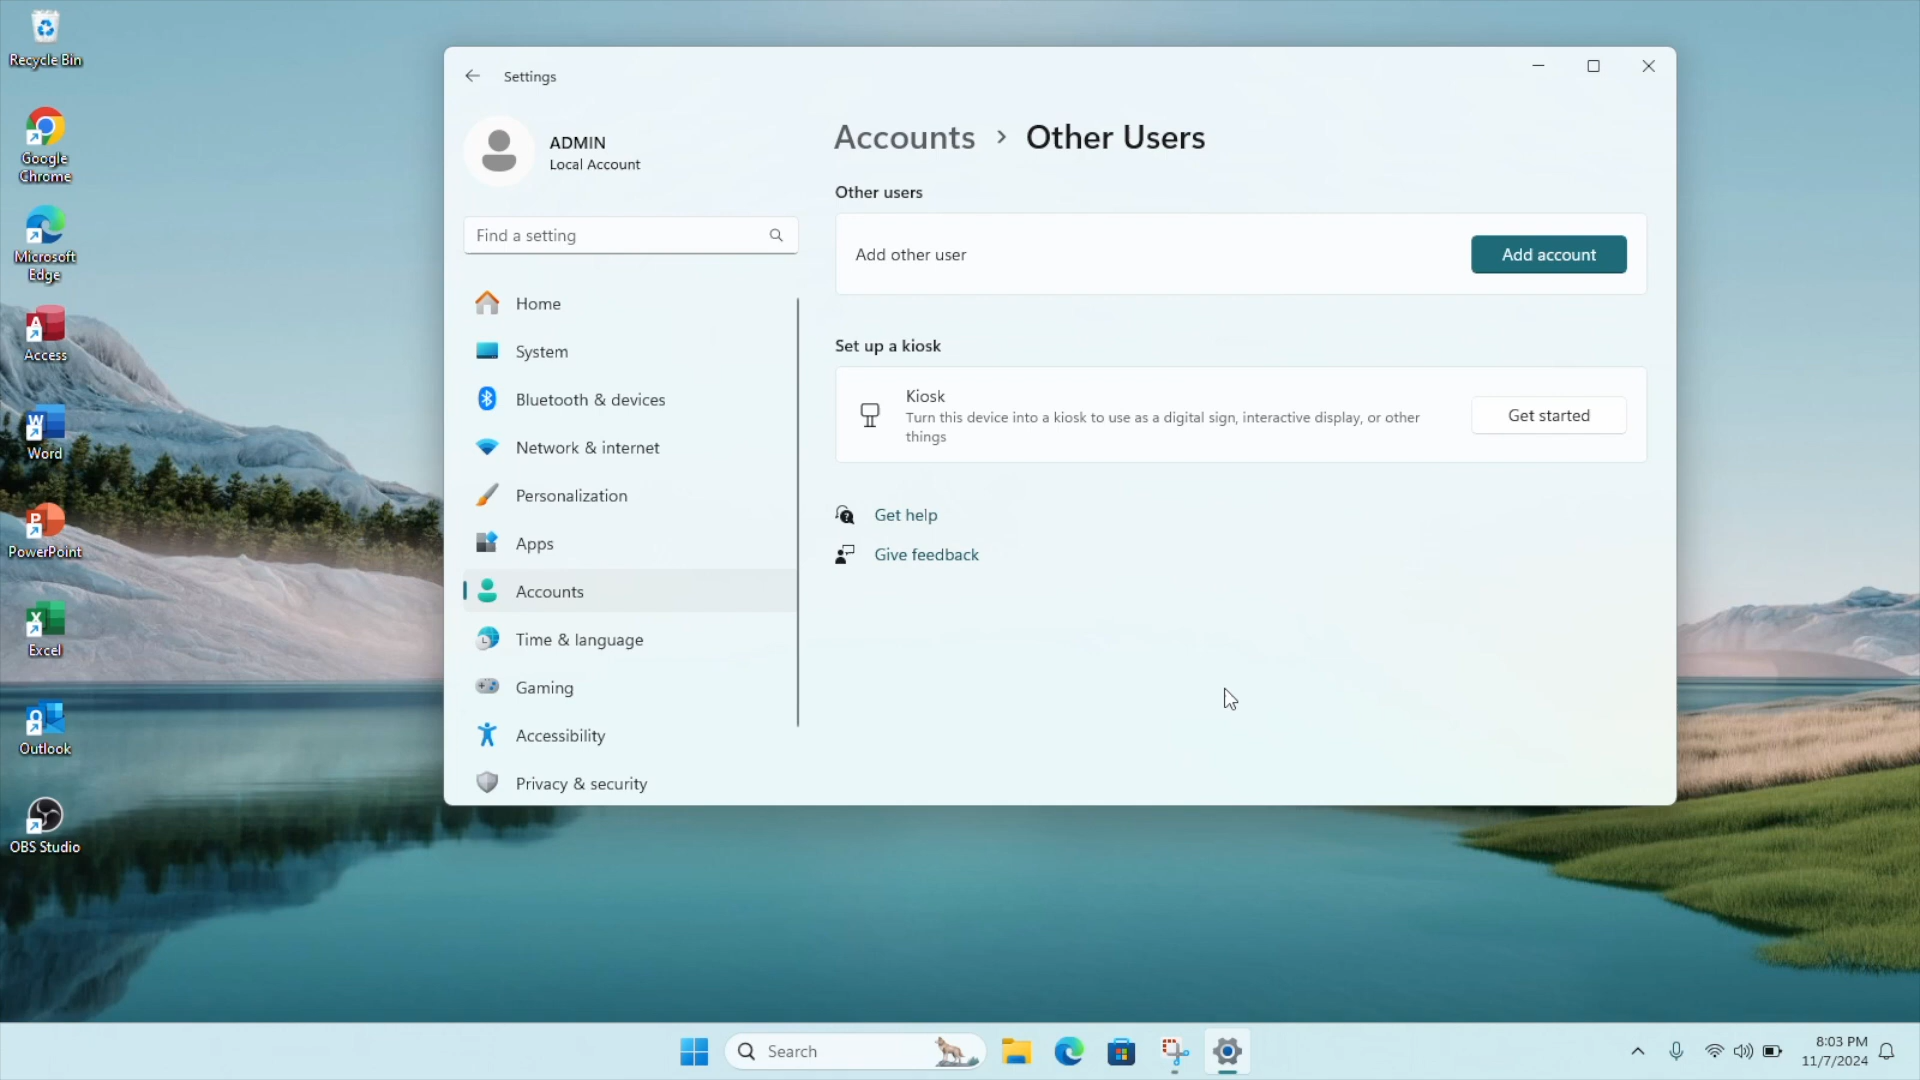 Recycle Bin
Google
Chrome
Microsoft
Edge
Access
Word
PowerPoint
Excel
Outlook
OBS Studio
Settings
ADMIN
Local Account
Find a setting
Home
System
Bluetooth & devices
Network & internet
Personalization
Apps
Accounts
Time & language
Gaming
Accessibility
Privacy & security
Accounts > Other Users
Other users
Add other user
Add account
Set up a kiosk
Kiosk
Turn this device into a kiosk to use as a digital sign, interactive display, or other
things
Get started
Get help
Give feedback
Search
8:03 PM
11/7/2024